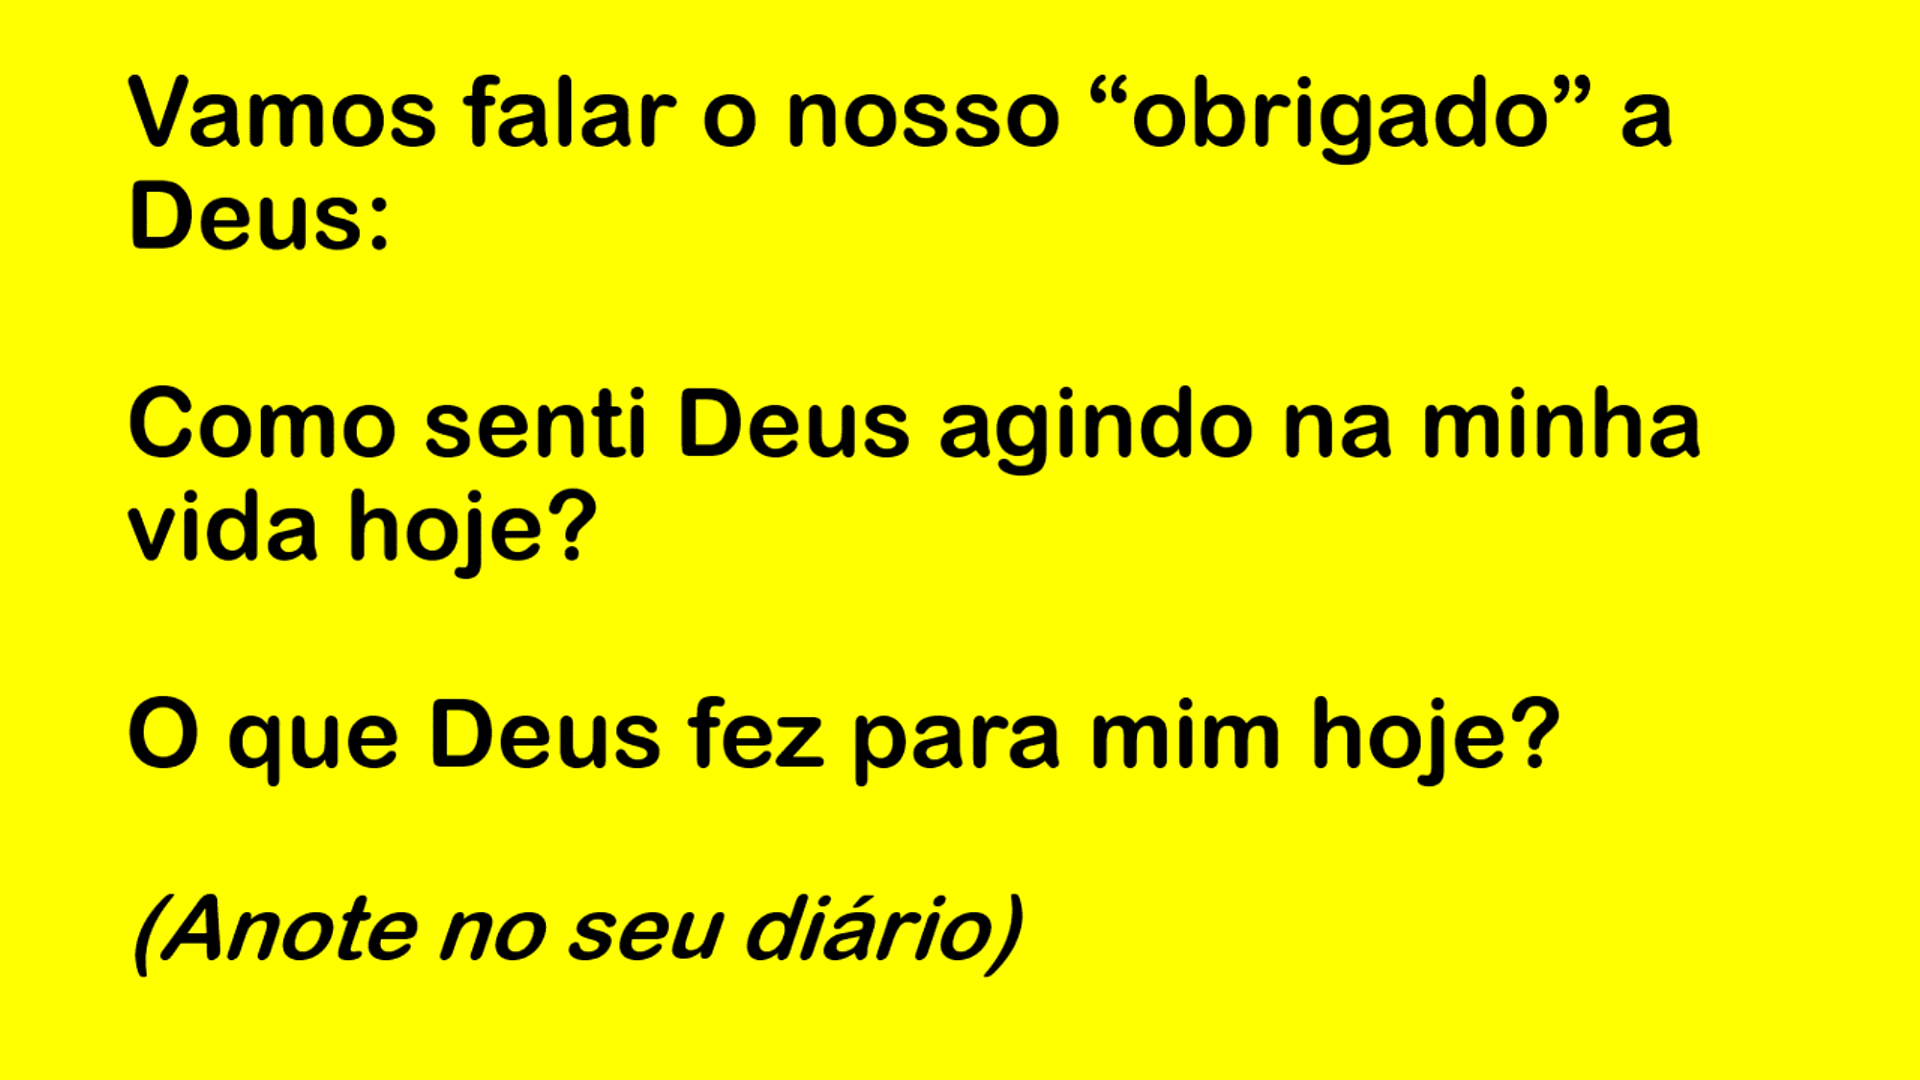 Vamos falar o nosso “obrigado” a
Deus:
Como senti Deus agindo na minha
vida hoje?
O que Deus fez para mim hoje?
(Anote no seu diário)